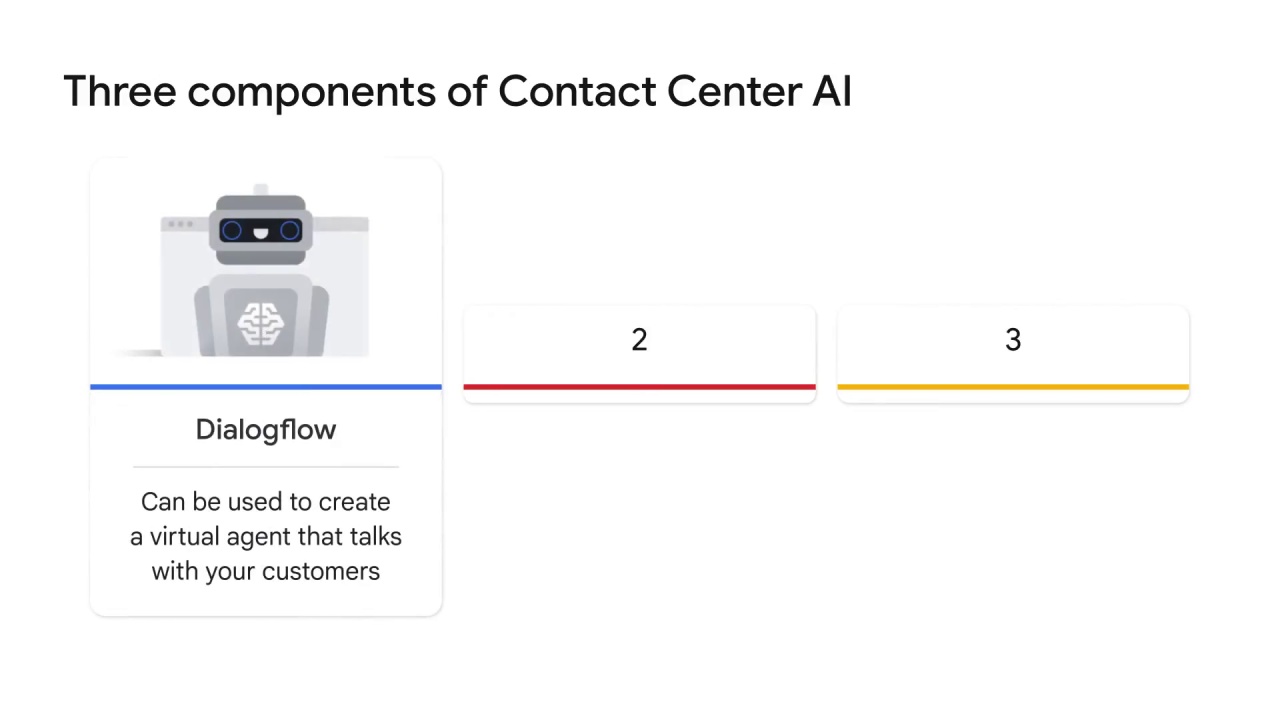 Three components of Contact Center AI
Dialogflow
Can be used to create
a virtual agent that talks
with your customers
2
3